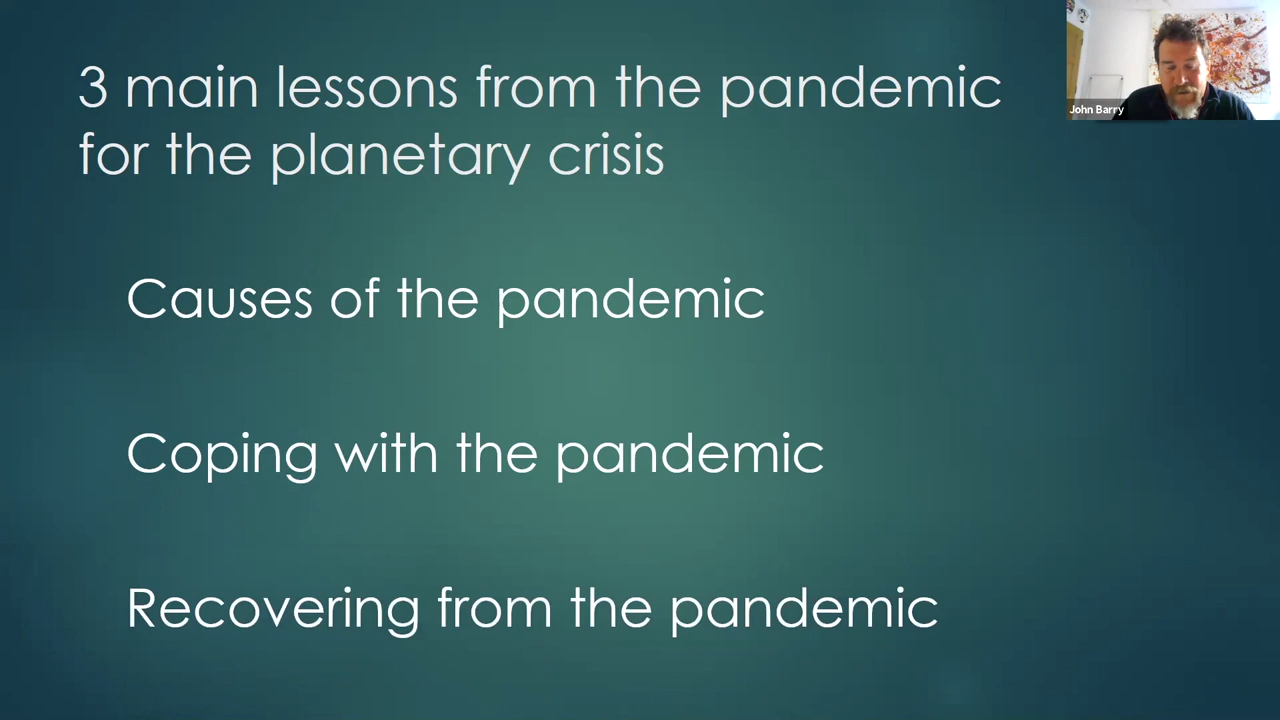 3 main lessons from the pandemic
for the planetary crisis
John Barry
Causes of the pandemic
Coping with the pandemic
Recovering from the pandemic